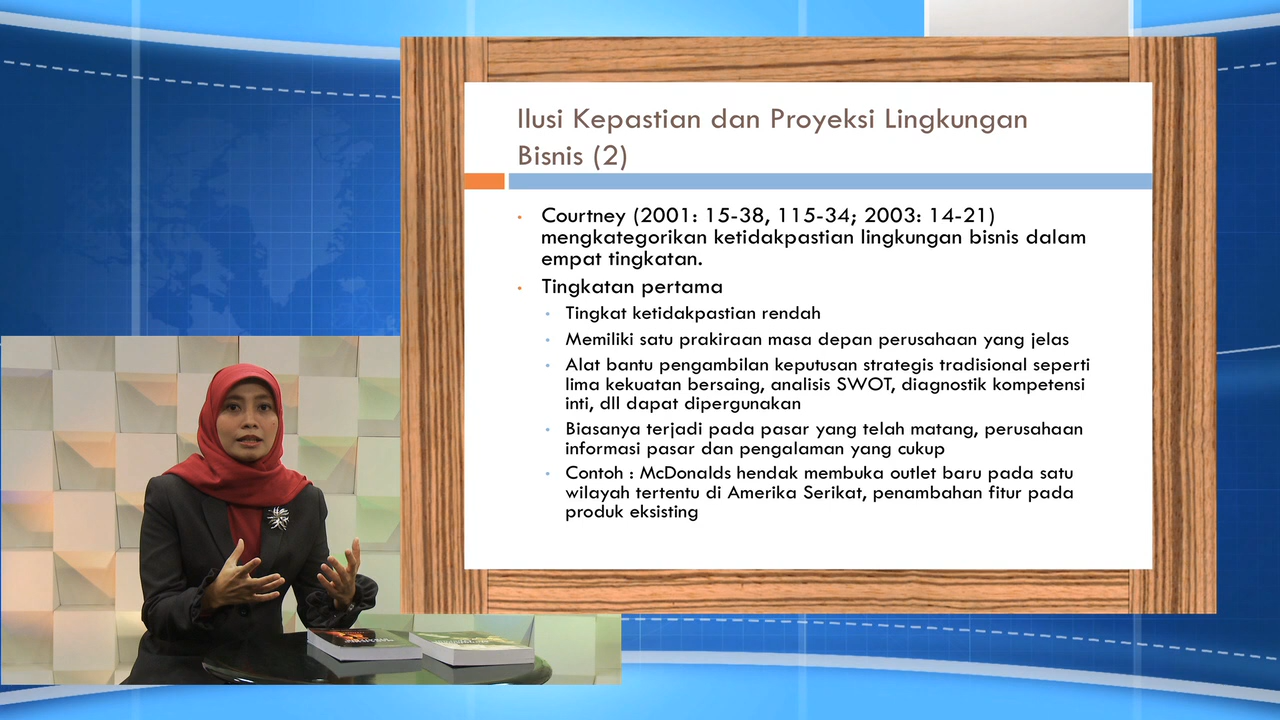 Ilusi Kepastian dan Proyeksi Lingkungan
Bisnis (2)
• Courtney (2001: 15-38, 115-34; 2003: 14-21)
mengkategorikan ketidakpastian lingkungan bisnis dalam
empat tingkatan.
• Tingkatan pertama
• Tingkat ketidakpastian rendah
• Memiliki satu prakiraan masa depan perusahaan yang jelas
• Alat bantu pengambilan keputusan strategis tradisional seperti
lima kekuatan bersaing, analisis SWOT, diagnostik kompetensi
inti, dll dapat dipergunakan
• Biasanya terjadi pada pasar yang telah matang, perusahaan
informasi pasar dan pengalaman yang cukup
• Contoh : McDonalds hendak membuka outlet baru pada satu
wilayah tertentu di Amerika Serikat, penambahan fitur pada
produk eksisting